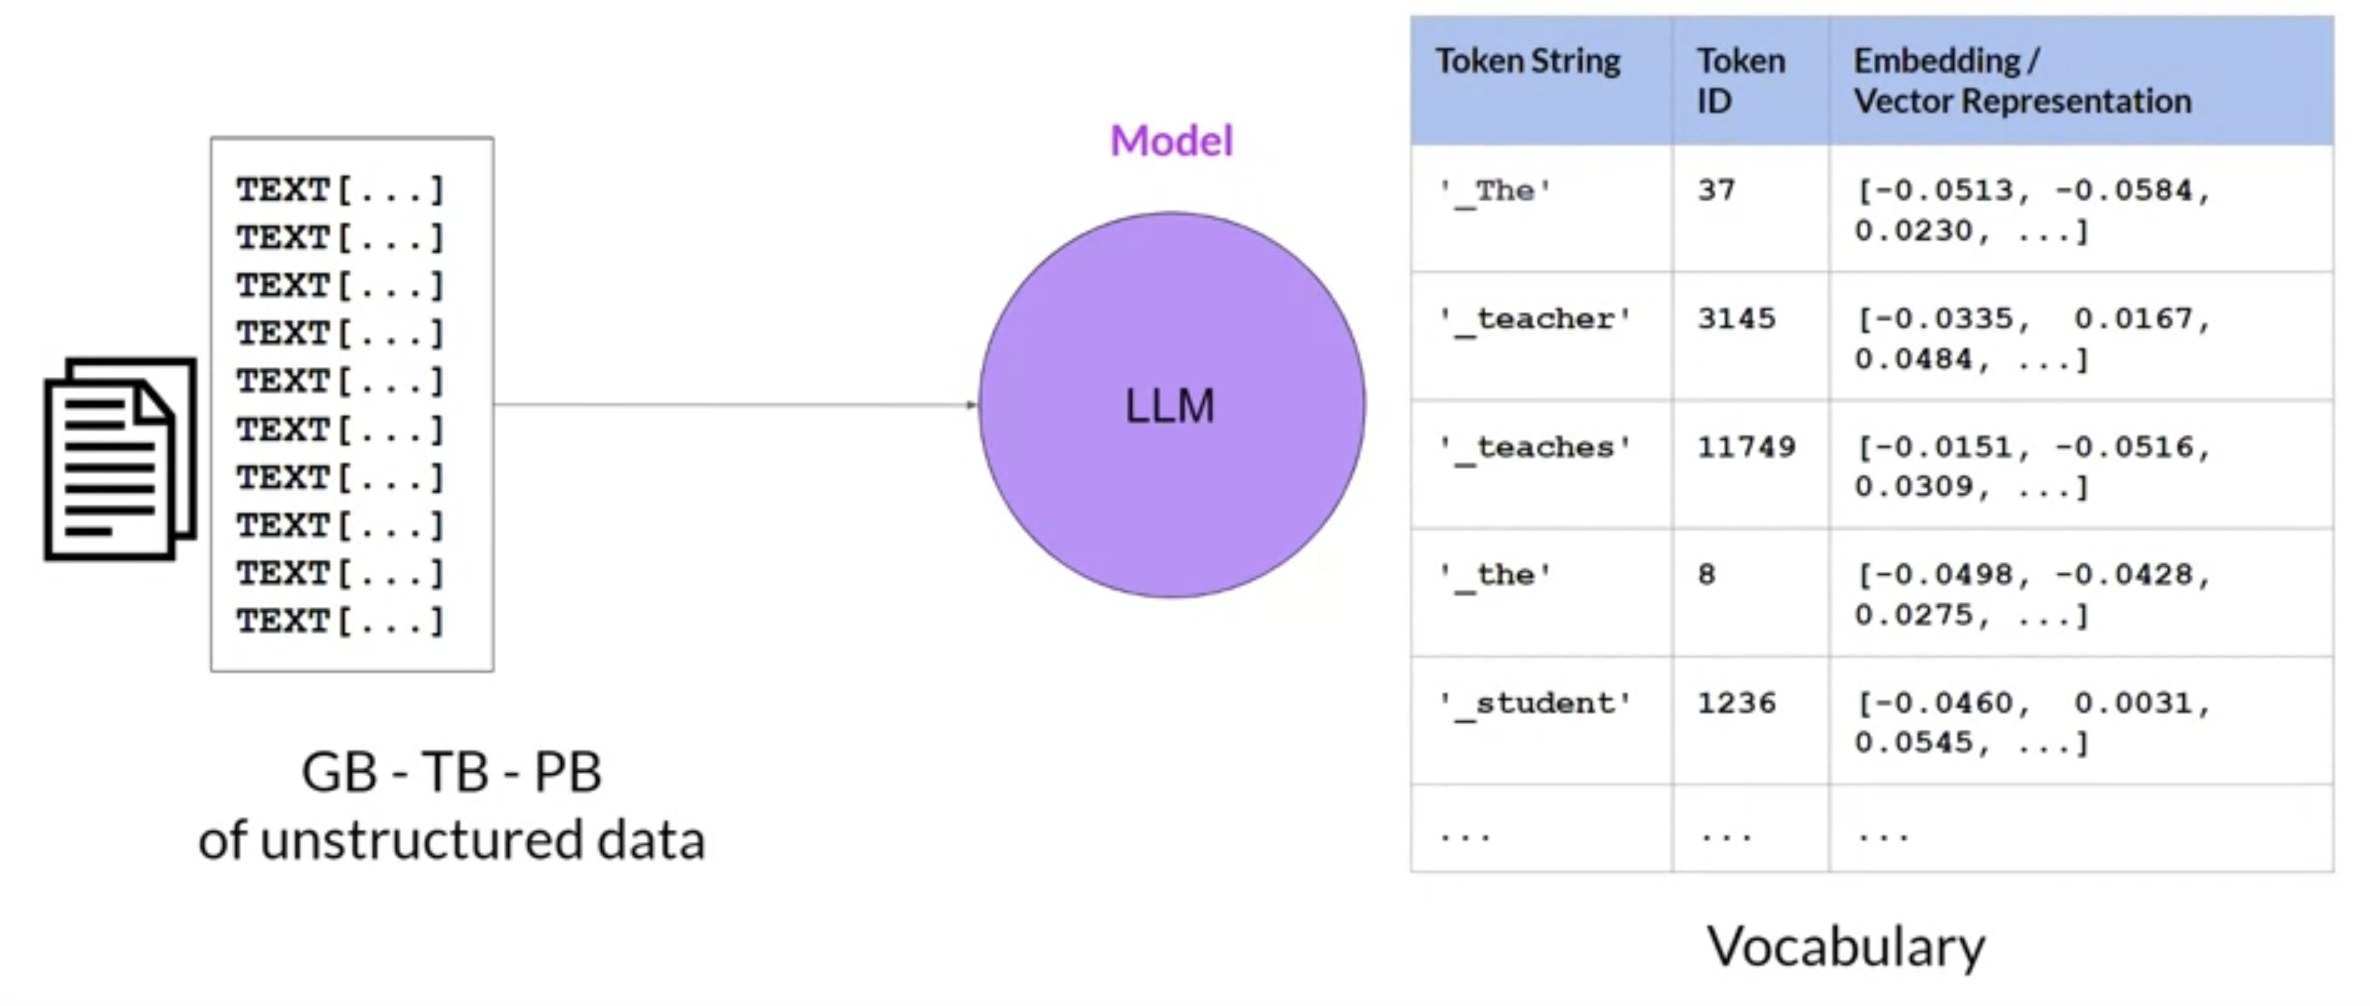 TEXT[...]
TEXT[...]
TEXT[...]
TEXT[...]
TEXT[...]
TEXT[...]
TEXT[...]
TEXT[...]
TEXT[...]
TEXT[...]
GB - TB - PB
of unstructured data
Model
LLM
Token String
Token
ID
Embedding /
Vector Representation
'_The'
37
[-0.0513, -0.0584,
0.0230, ...]
'_teacher'
3145
[-0.0335, 0.0167,
0.0484, ...]
'_teaches'
11749
[-0.0151, -0.0516,
0.0309, ...]
'_the'
8
[-0.0498, -0.0428,
0.0275, ...]
'_student'
1236
[-0.0460, 0.0031,
0.0545, ...]
...
...
...
Vocabulary